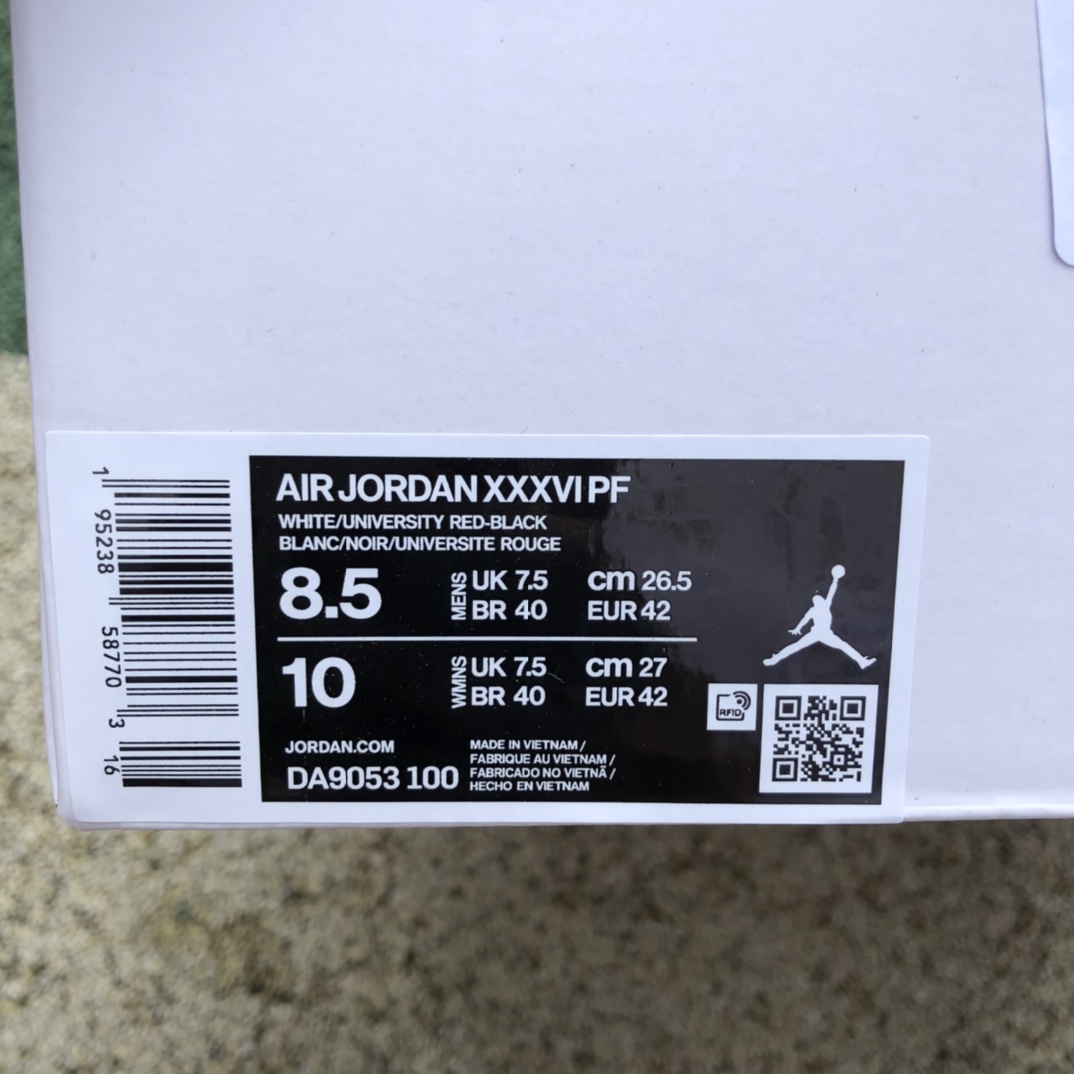 AIR JORDAN XXXVI PF
WHITE/UNIVERSITY RED-BLACK
BLANC/NOIR/UNIVERSITE ROUGE
8.5 MENS UK 7.5 cm 26.5
BR 40 EUR 42
10 WMNS UK 7.5 cm 27
BR 40 EUR 42
RFID
JORDAN.COM
DA9053 100
MADE IN VIETNAM /
FABRIQUE AU VIETNAM /
FABRICADO NO VIETNÃ /
HECHO EN VIETNAM
1 95238 58770 3 16